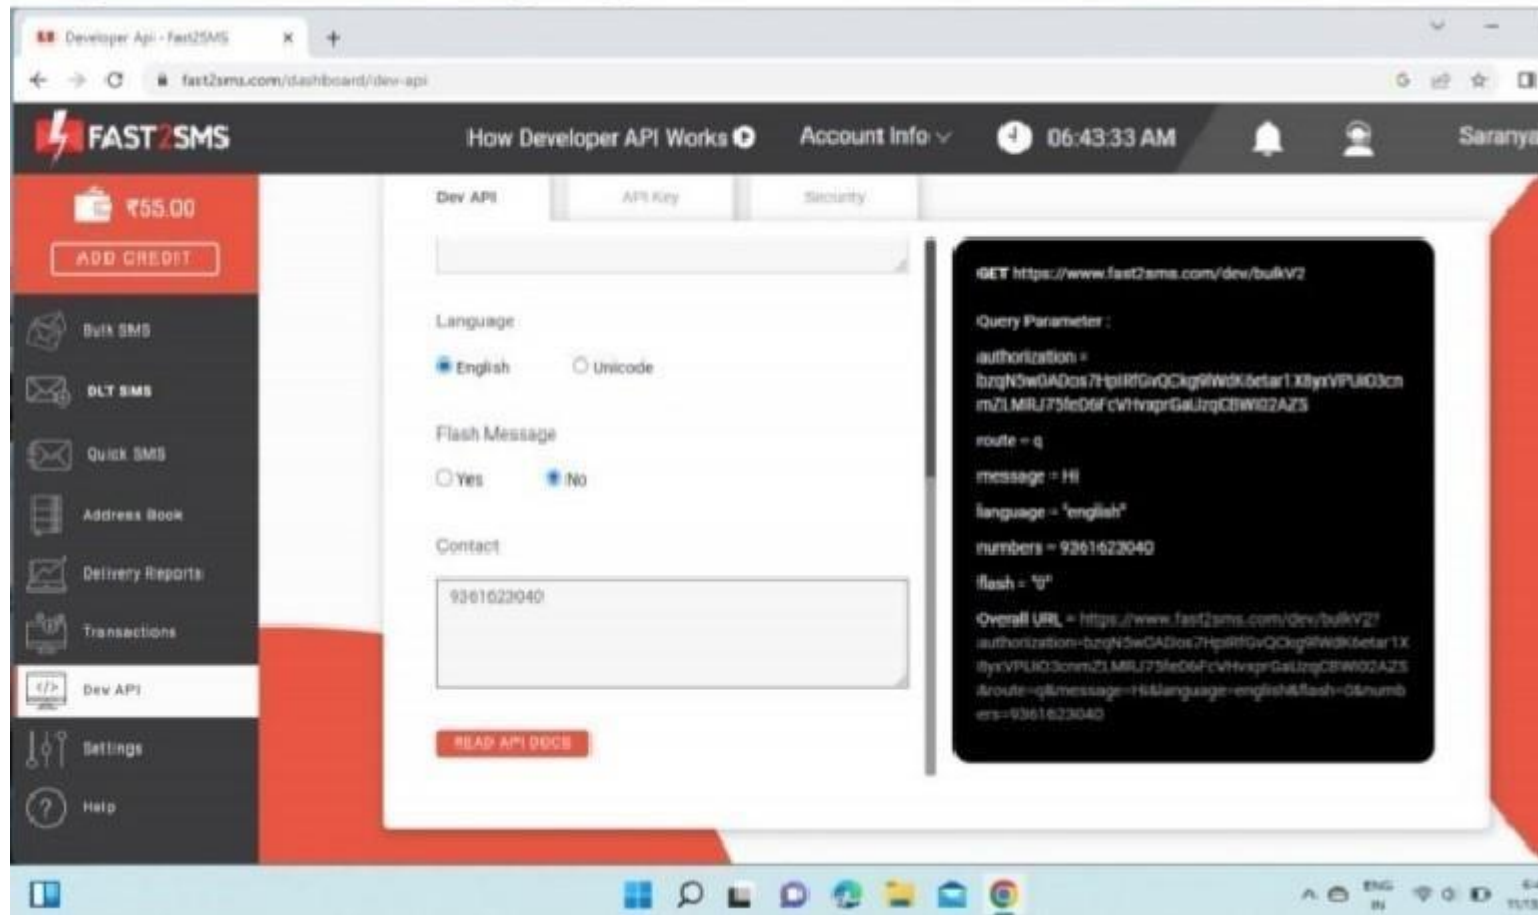 Developer Api - Fast2SMS
fast2sms.com/dashboard/dev-api
FAST2SMS
How Developer API Works
Account Info
06:43:33 AM
Saranya
₹55.00
ADD CREDIT
Bulk SMS
DLT SMS
Quick SMS
Address Book
Delivery Reports
Transactions
Dev API
Settings
Help
Dev API
API Key
Security
Language
English
Unicode
Flash Message
Yes
No
Contact
9361623040
READ API DOCS
GET https://www.fast2sms.com/dev/bulkV2
Query Parameter :
authorization =
route = q
message = Hi
language = "english"
numbers = 9361623040
flash = "0"
Overall URL = https://www.fast2sms.com/dev/bulkV2?
&route=q&message=Hi&language=english&flash=0&numb
ers=9361623040
ENG
IN